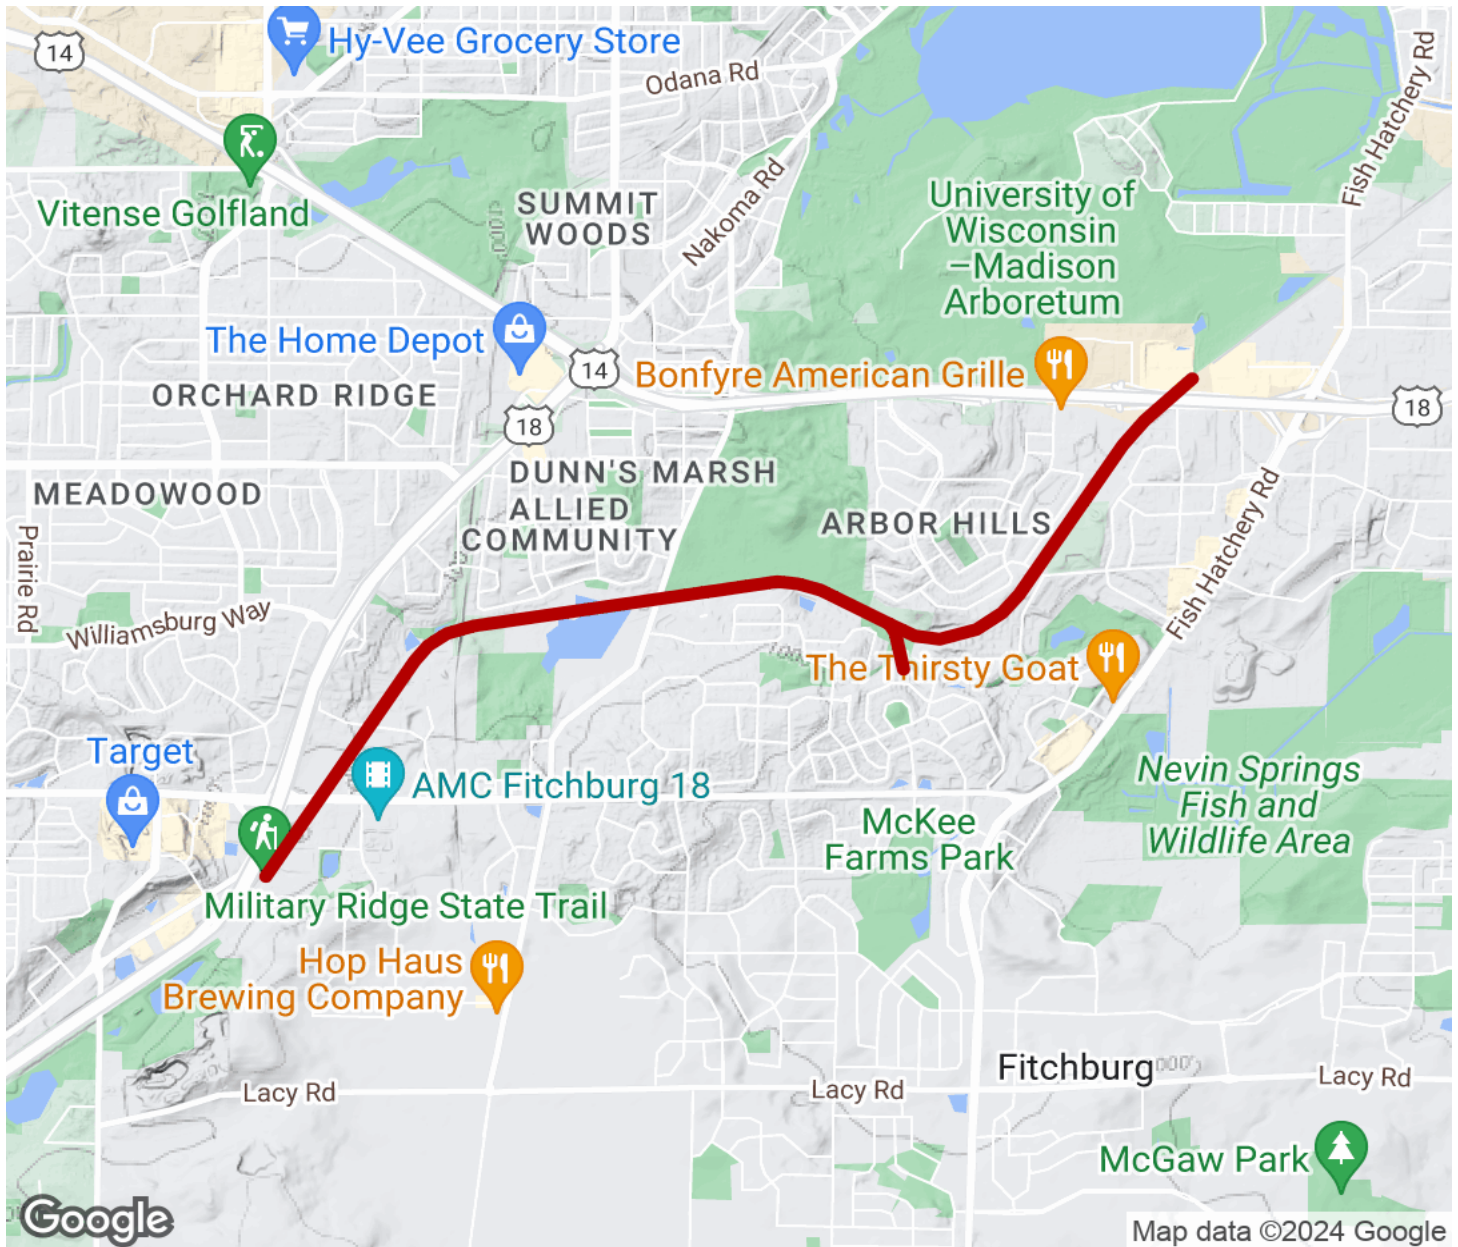 14
Hy-Vee Grocery Store
Odana Rd
Fish Hatchery Rd
Vitense Golfland
SUMMIT
WOODS
Nakoma Rd
University of
Wisconsin
–Madison
Arboretum
The Home Depot
14
Bonfyre American Grille
ORCHARD RIDGE
18
18
MEADOWOOD
DUNN'S MARSH
ALLIED
COMMUNITY
ARBOR HILLS
Prairie Rd
Williamsburg Way
Fish Hatchery Rd
The Thirsty Goat
Target
AMC Fitchburg 18
Nevin Springs
Fish and
Wildlife Area
McKee
Farms Park
Military Ridge State Trail
Hop Haus
Brewing Company
Fitchburg
Lacy Rd
Lacy Rd
Lacy Rd
McGaw Park
Google
Map data ©2024 Google